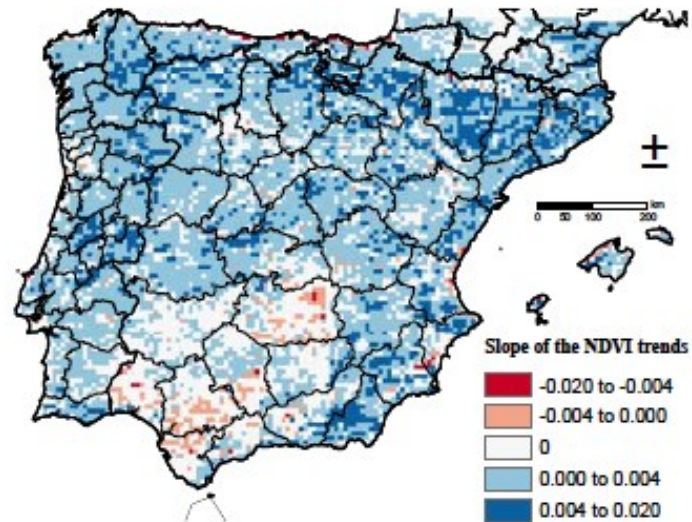 ±
km
0 50 100 200
Slope of the NDVI trends
-0.020 to -0.004
-0.004 to 0.000
0
0.000 to 0.004
0.004 to 0.020